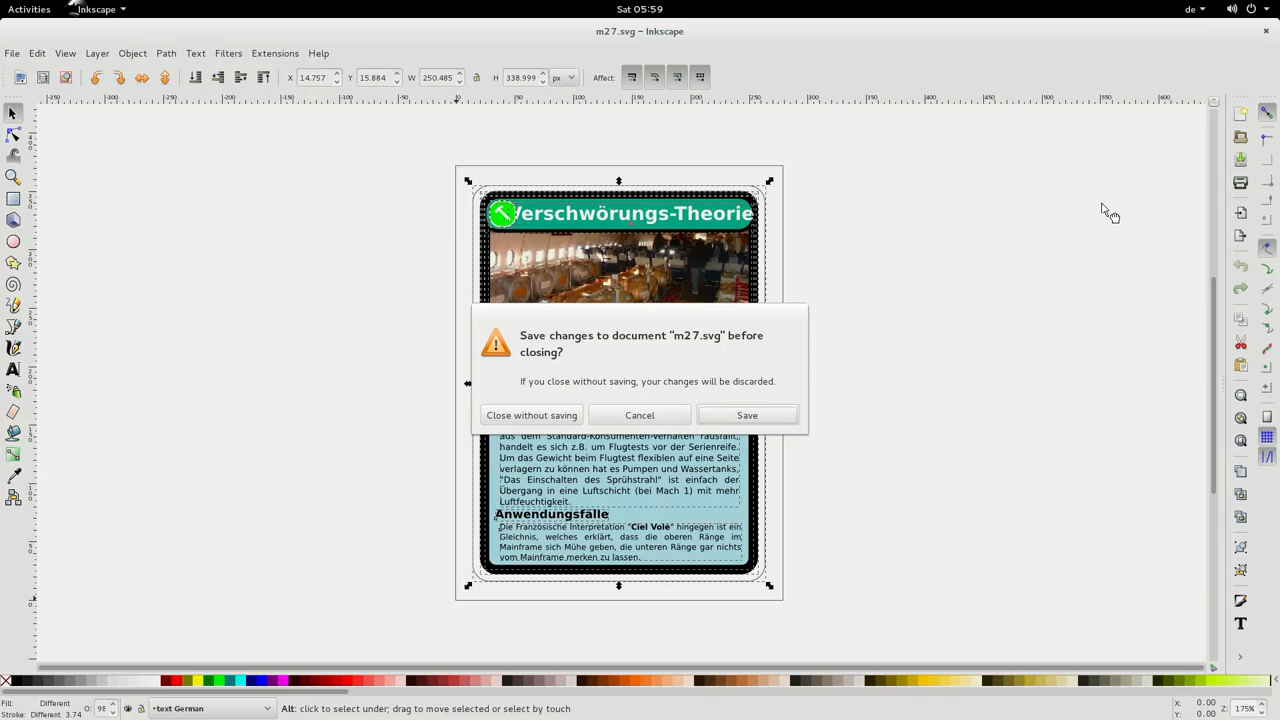 Activities Inkscape Sat 05:59 de
m27.svg – Inkscape
File Edit View Layer Object Path Text Filters Extensions Help
X 14.757 Y 15.884 W 250.485 H 338.999 px Affect:
Verschwörungs-Theorie
Save changes to document "m27.svg" before
closing?
If you close without saving, your changes will be discarded.
Close without saving Cancel Save
aus dem Standard-Konsumenten-Verhalten rausfällt,
handelt es sich z.B. um Flugtests vor der Serienreife.
Um das Gewicht beim Flugtest flexiblen auf eine Seite
verlagern zu können hat es Pumpen und Wassertanks,
"Das Einschalten des Sprühstrahl" ist einfach der
Übergang in eine Luftschicht (bei Mach 1) mit mehr
Luftfeuchtigkeit.
Anwendungsfälle
Die Französische Interpretation "Ciel Volé" hingegen ist ein
Gleichnis, welches erklärt, dass die oberen Ränge im
Mainframe sich Mühe geben, die unteren Ränge gar nichts
vom Mainframe merken zu lassen.
Fill: Different
Stroke: Different 3.74
O: 98
•text German
Alt: click to select under; drag to move selected or select by touch
X: 0.00
Y: 0.00
Z: 175%